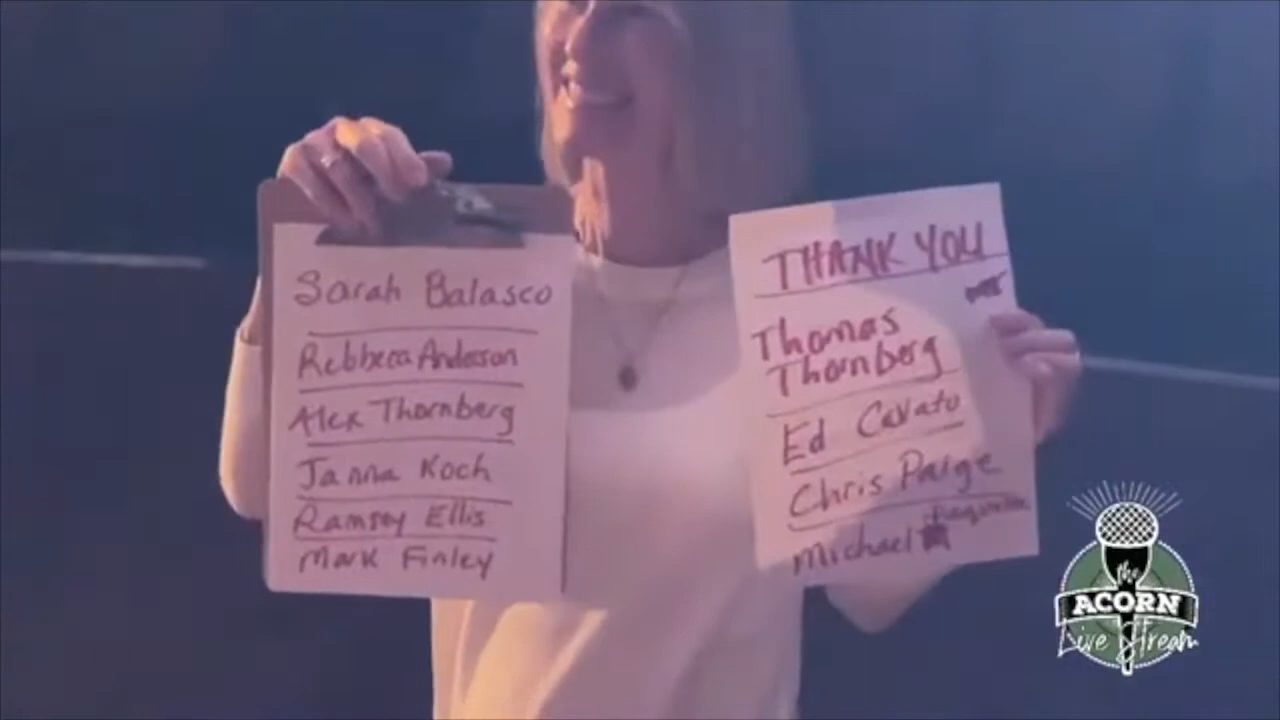 Sarah Balasco
Rebbeca Anderson
Alex Thornberg
Janna Koch
Ramsey Ellis
Mark Finley
THANK YOU
Thomas
Thornberg
Ed Cavato
Chris Paige
Michael
the
ACORN
Live Stream